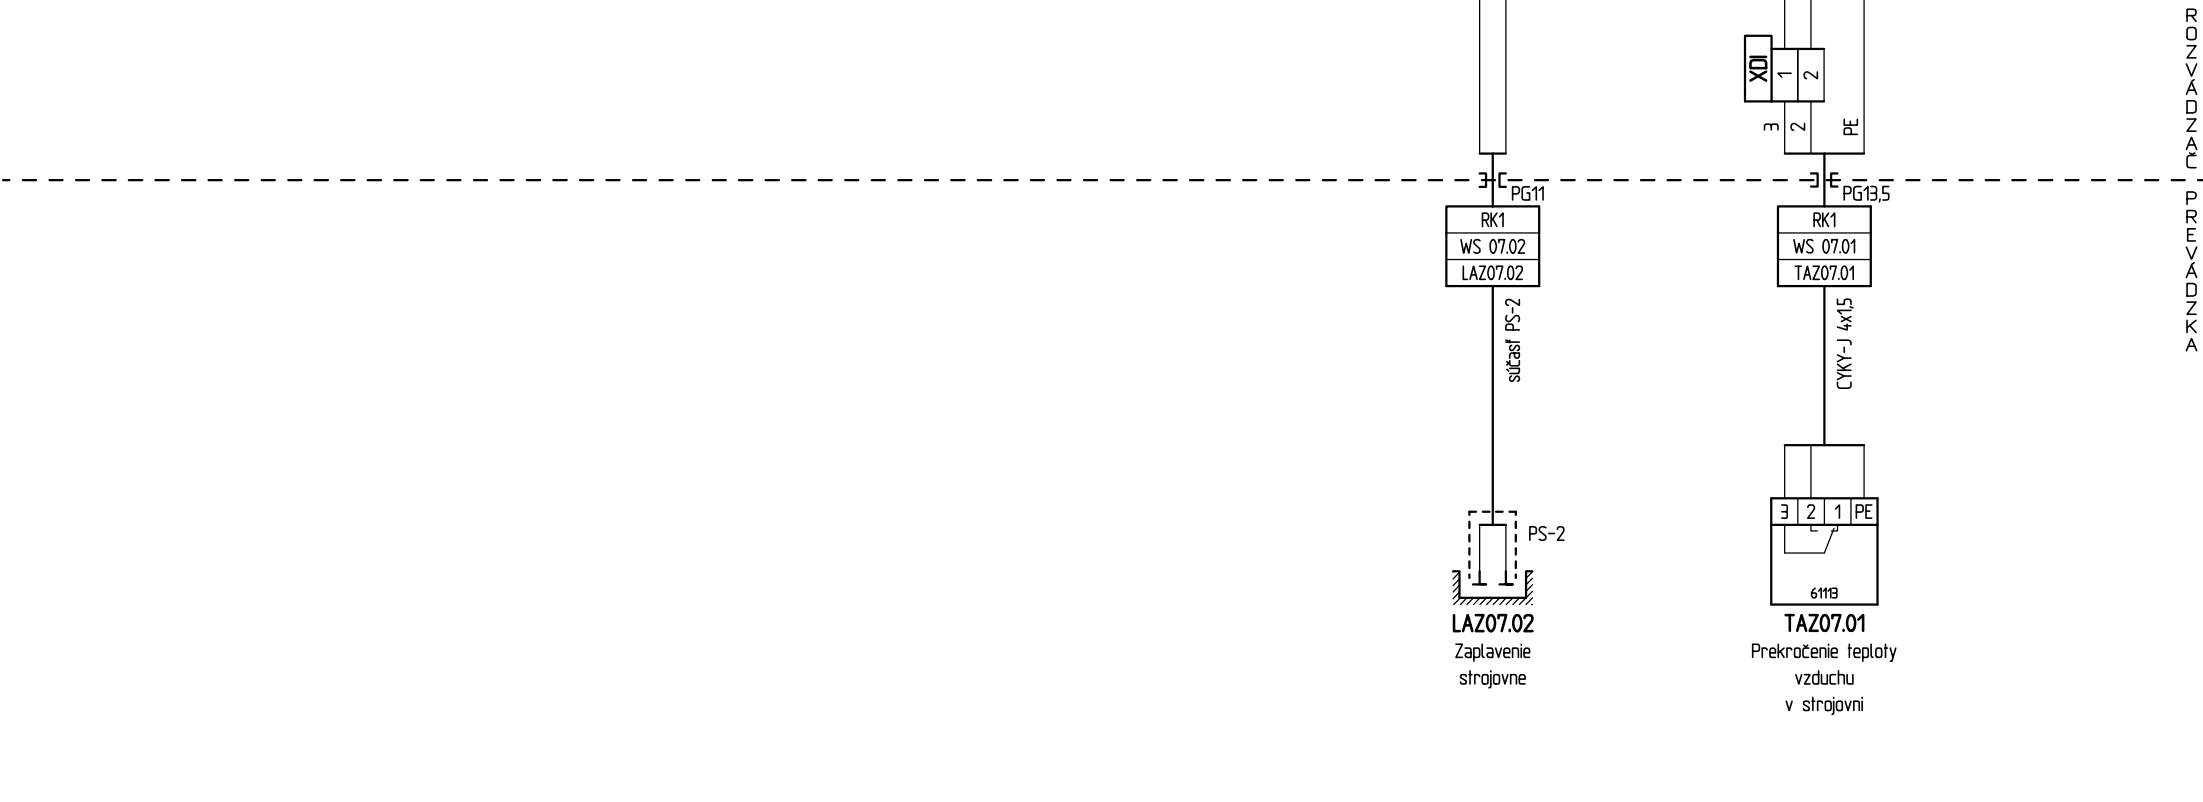 XDI
1
2
3
2
PE
PG11
RK1
WS 07.02
LAZ07.02
súčasť PS-2
PS-2
LAZ07.02
Zaplavenie
strojovne
PG13,5
RK1
WS 07.01
TAZ07.01
CYKY-J 4x1,5
3 2 1 PE
61113
TAZ07.01
Prekročenie teploty
vzduchu
v strojovni
ROZVÁDZAČ
PREVÁDZKA